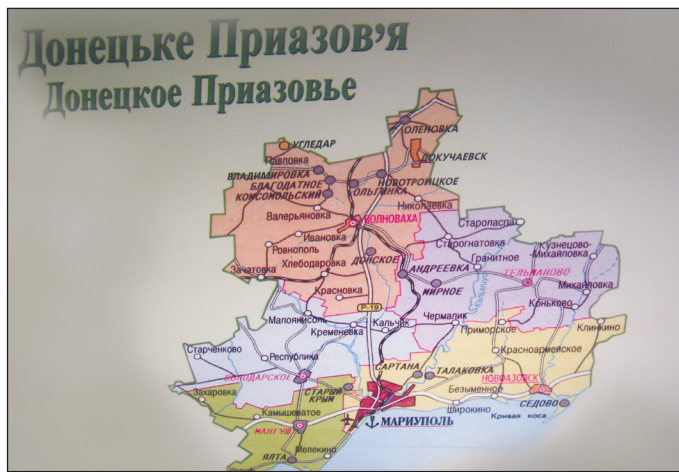 Донецьке Приазов'я
Донецкое Приазовье
ОЛЕНОВКА
УГЛЕДАР
Павловка
ДОКУЧАЕВСК
ВЛАДИМИРОВКА
НОВОТРОИЦКОЕ
БЛАГОДАТНОЕ
ОЛЬГИНКА
КОМСОМОЛЬСКИЙ
Николаевка
Валерьяновка
ВОЛНОВАХА
Староласпа
Ивановка
Старогнатовка
Кузнецово-
-Михайловка
Ровнополь
ДОНСКОЕ
Гранитное
Хлебодаровка
АНДРЕЕВКА
ТЕЛЬМАНОВО
Зачатовка
МИРНОЕ
Кальмиус
Михайловка
Красновка
Коньково
Р-19
Малоянисоль
Кременевка
Кальчик
Чермалик
Приморское
Клинкино
Старченково
Республика
Красноармейское
САРТАНА
ТАЛАКОВКА
ВОЛОДАРСКОЕ
СТАРЫЙ
КРЫМ
НОВОАЗОВСК
Захаровка
Безыменное
СЕДОВО
Камышеватое
Широкино
Кривая коса
МАНГУШ
МАРИУПОЛЬ
Мелекино
ЯЛТА